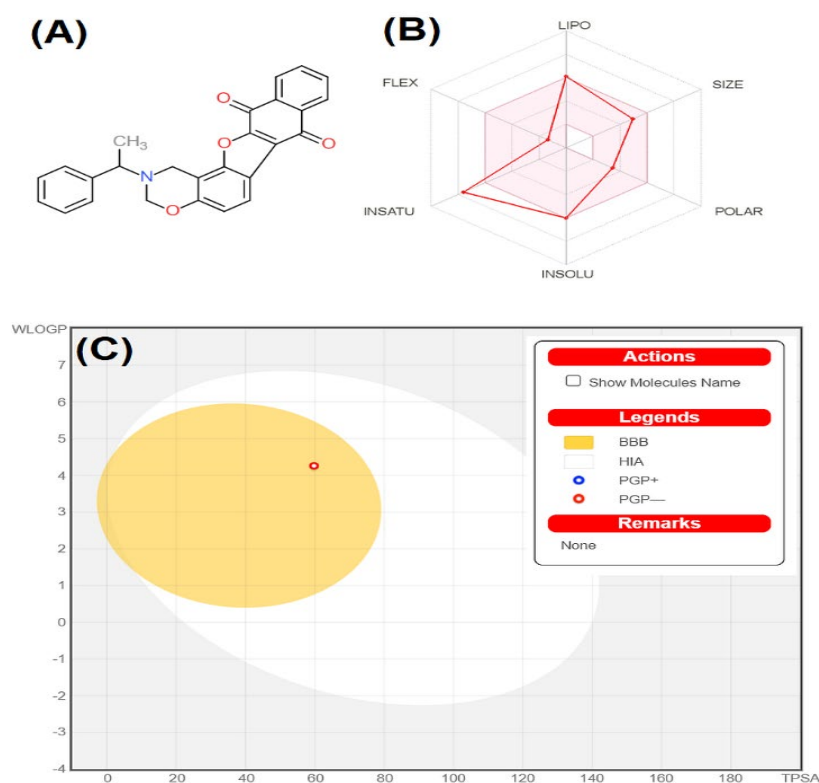 (A)
O
O
O
CH3
N
O
(B)
LIPO
FLEX
SIZE
INSATU
POLAR
INSOLU
(C)
WLOGP
7
6
5
4
3
2
1
0
-1
-2
-3
-4
0 20 40 60 80 100 120 140 160 180 TPSA
Actions
Show Molecules Name
Legends
BBB
HIA
PGP+
PGP—
Remarks
None